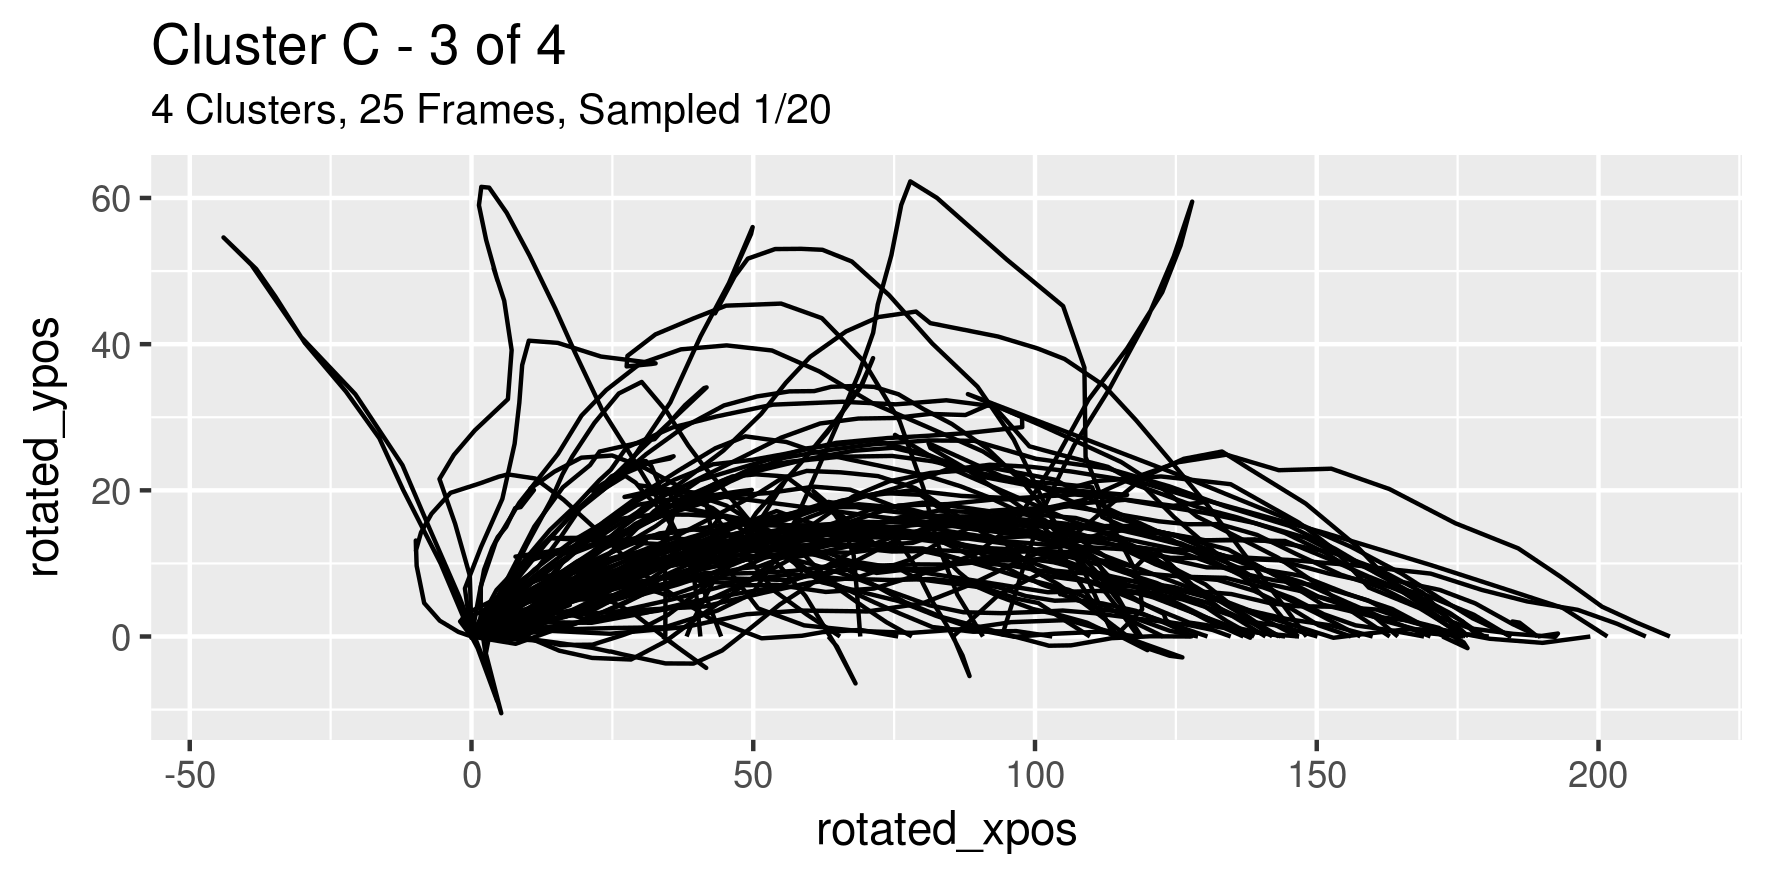 Cluster C - 3 of 4
4 Clusters, 25 Frames, Sampled 1/20
rotated_ypos
60
40
20
0
-50 0 50 100 150 200
rotated_xpos